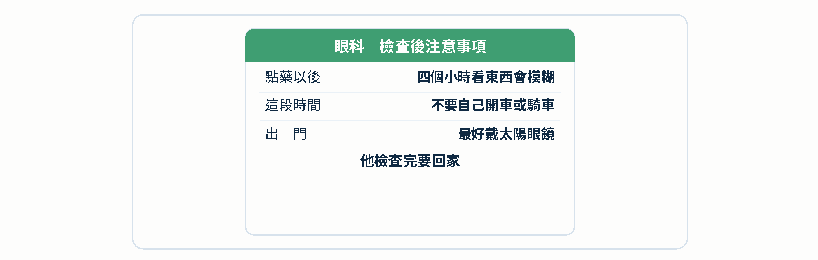 眼科　檢查後注意事項
點藥以後　四個小時看東西會模糊
這段時間　不要自己開車或騎車
出　門　最好戴太陽眼鏡
他檢查完要回家